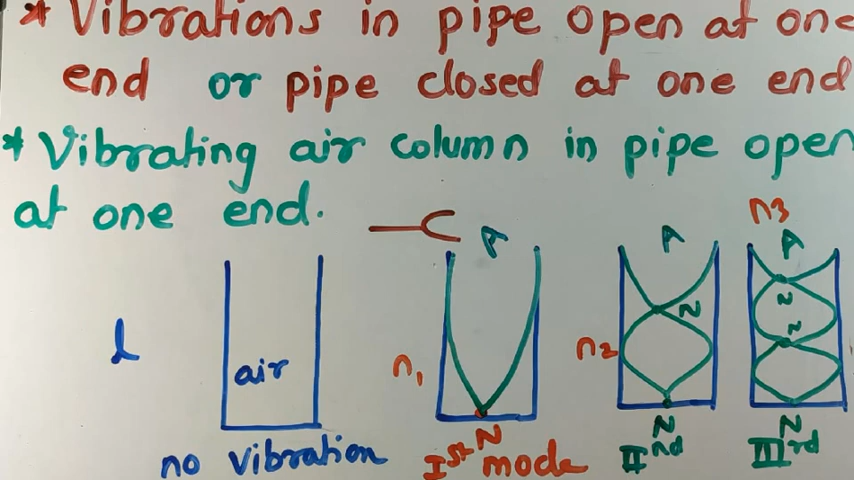 * Vibrations in pipe open at one
end or pipe closed at one end
* Vibrating air column in pipe open
at one end.
n3
A
A
A
N
N
N
l
air
n1
n2
N
N
N
no vibration
Ist mode
IInd
IIIrd